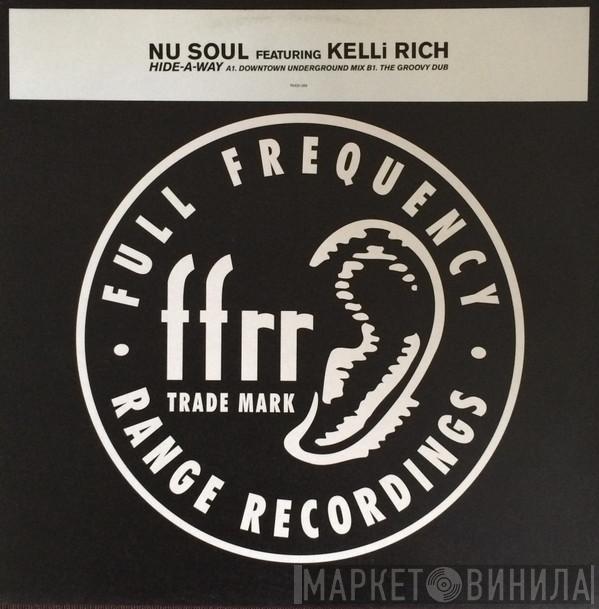 NU SOUL FEATURING KELLi RICH
HIDE-A-WAY A1. DOWNTOWN UNDERGROUND MIX B1. THE GROOVY DUB
FULL FREQUENCY
ffrr
TRADE MARK
RANGE RECORDINGS
МАРКЕТ ВИНИЛА